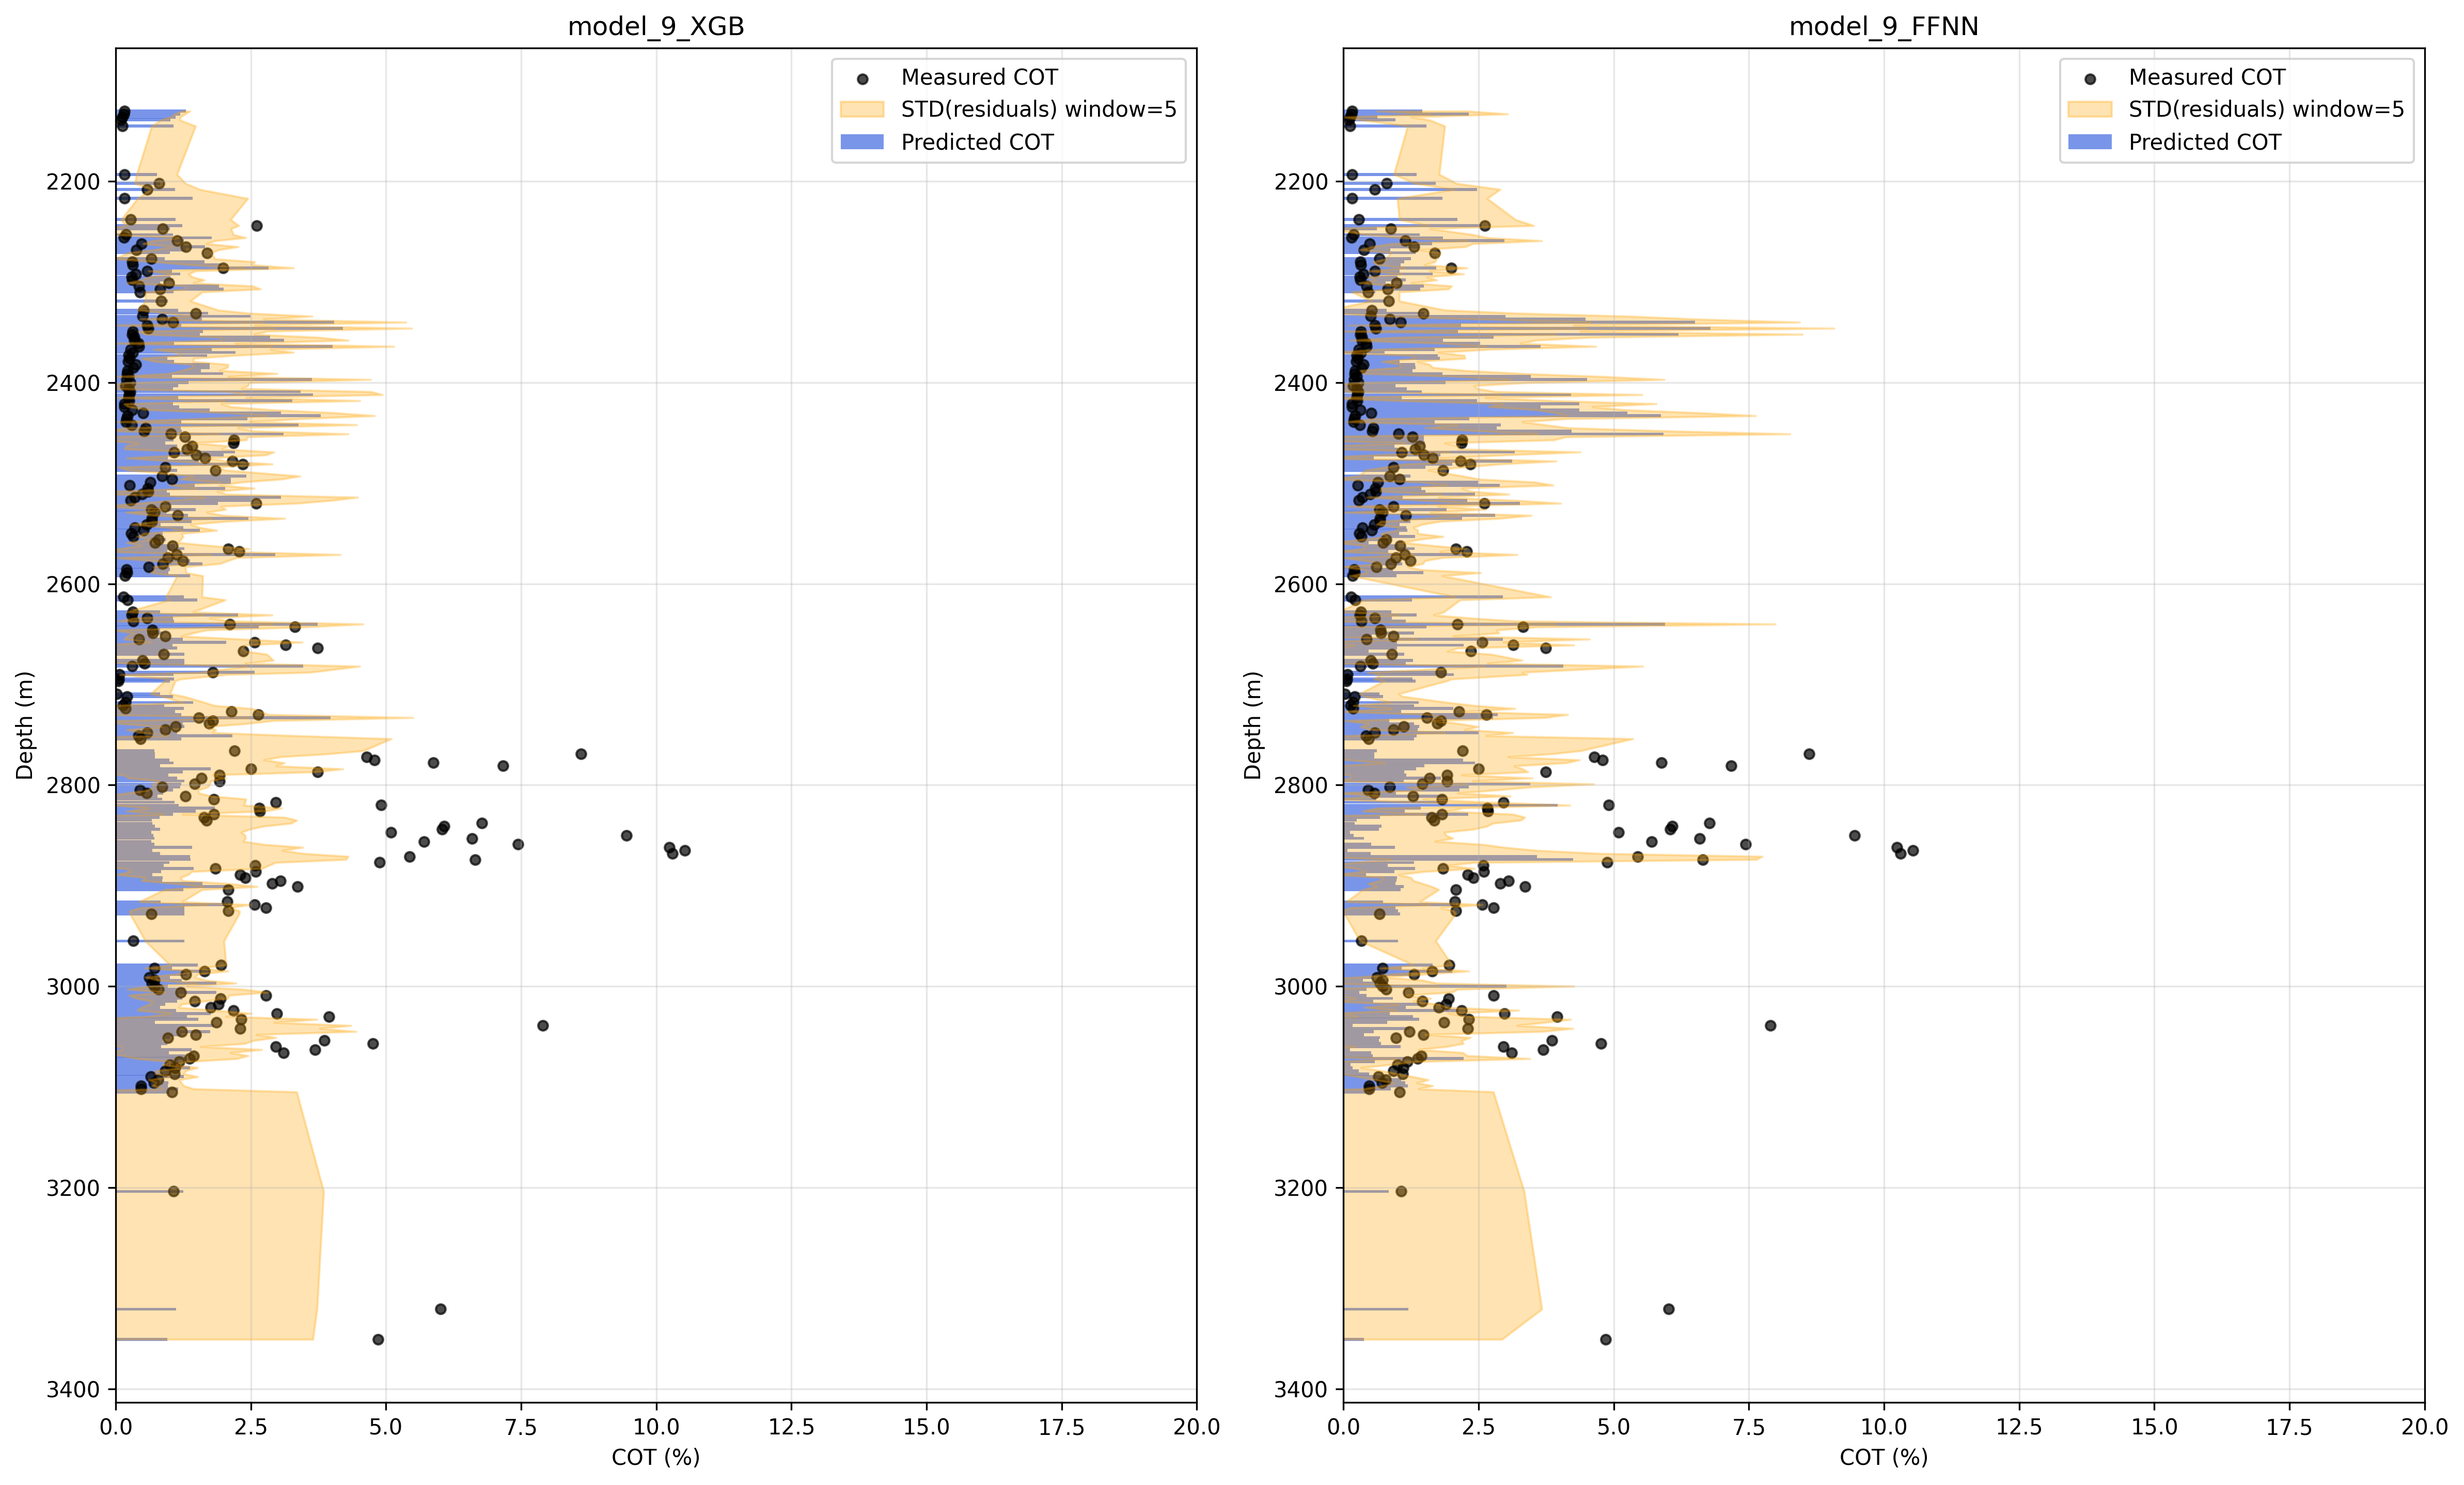 model_9_XGB
Measured COT
STD(residuals) window=5
Predicted COT
Depth (m)
2200
2400
2600
2800
3000
3200
3400
0.0 2.5 5.0 7.5 10.0 12.5 15.0 17.5 20.0
COT (%)
model_9_FFNN
Measured COT
STD(residuals) window=5
Predicted COT
Depth (m)
2200
2400
2600
2800
3000
3200
3400
0.0 2.5 5.0 7.5 10.0 12.5 15.0 17.5 20.0
COT (%)